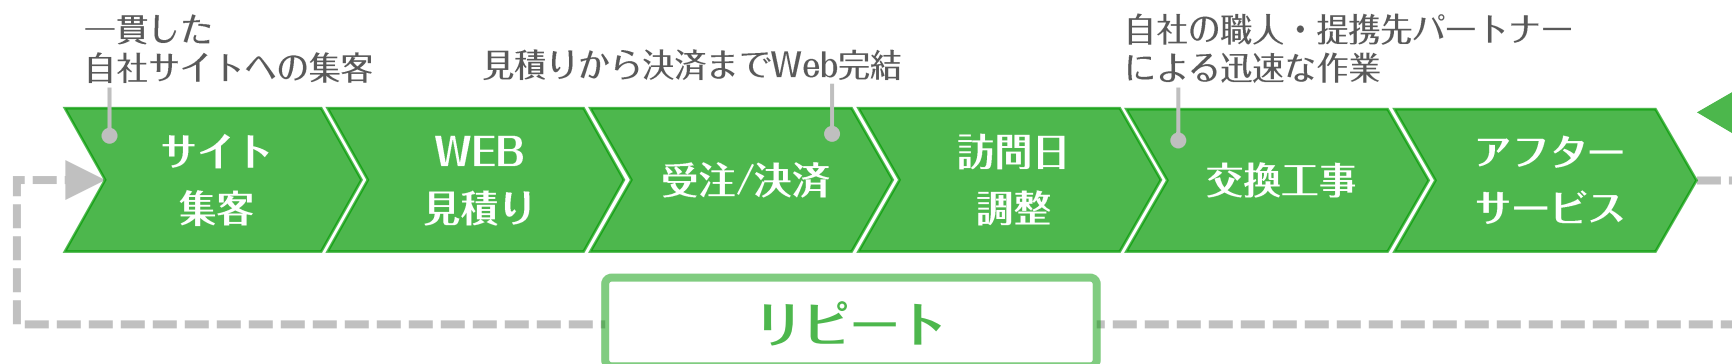 一貫した
自社サイトへの集客
見積りから決済までWeb完結
自社の職人・提携先パートナー
による迅速な作業
サイト
集客
WEB
見積り
受注/決済
訪問日
調整
交換工事
アフター
サービス
リピート